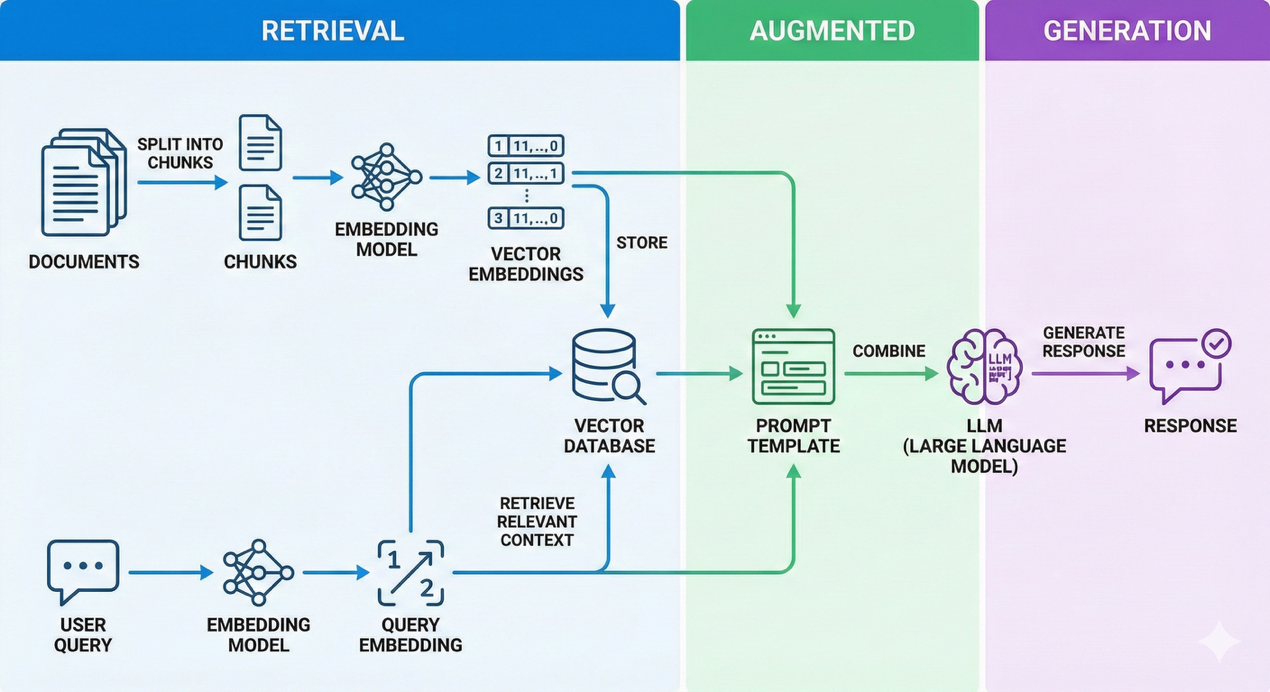 RETRIEVAL
AUGMENTED
GENERATION
SPLIT INTO
CHUNKS
1 11,..,0
2 11,..,1
3 11,..,0
DOCUMENTS
CHUNKS
EMBEDDING
MODEL
VECTOR
EMBEDDINGS
STORE
VECTOR
DATABASE
PROMPT
TEMPLATE
COMBINE
LLM
LLM
(LARGE LANGUAGE
MODEL)
GENERATE
RESPONSE
RESPONSE
RETRIEVE
RELEVANT
CONTEXT
USER
QUERY
EMBEDDING
MODEL
1
2
QUERY
EMBEDDING